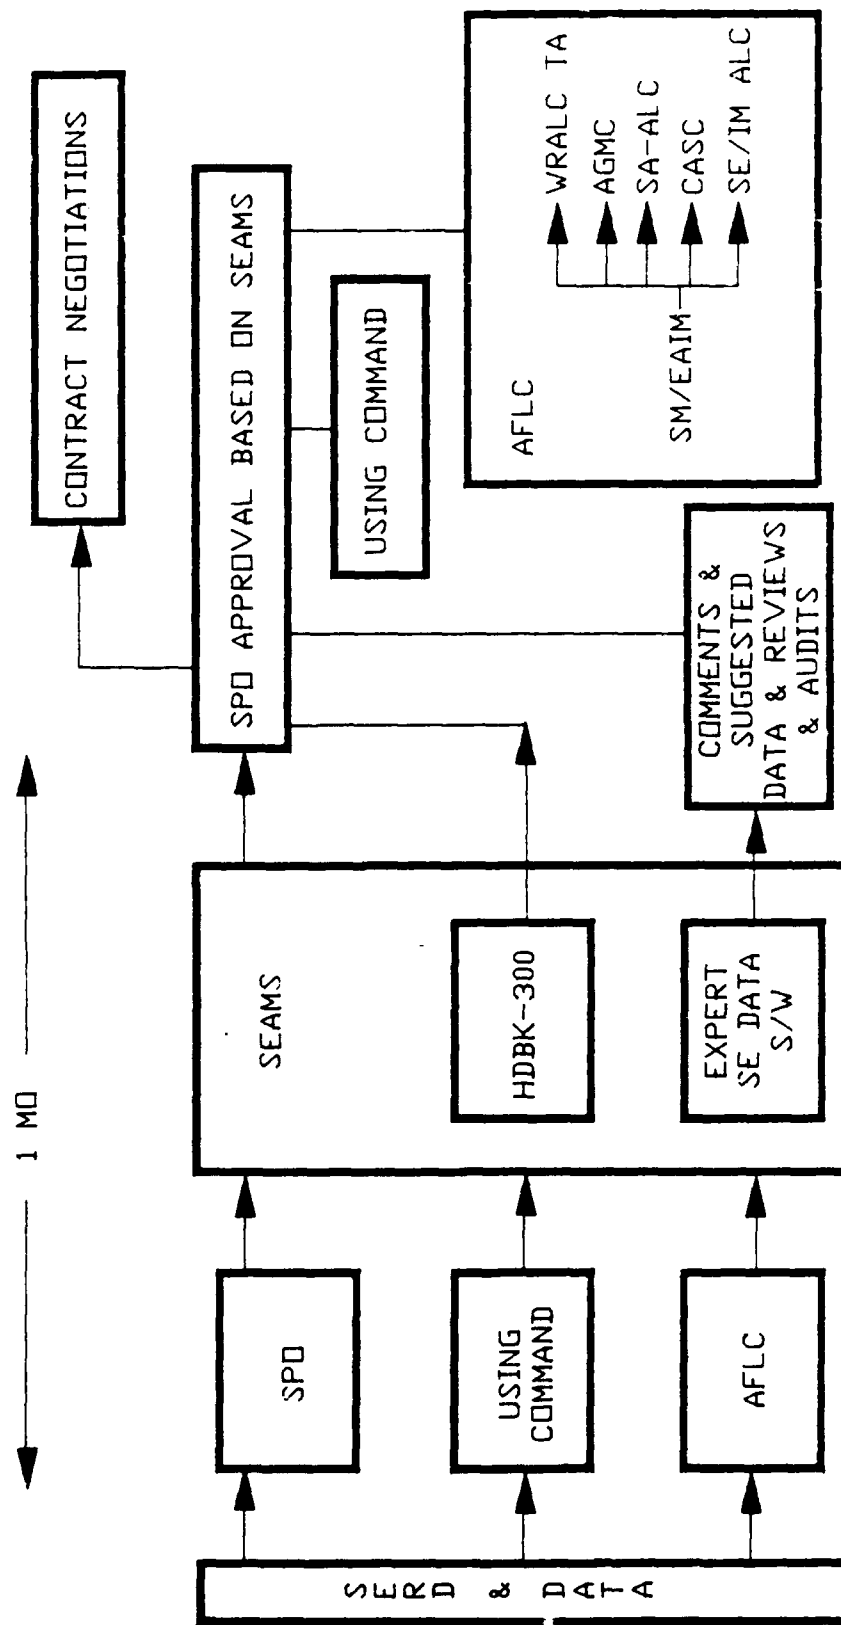 1 MO
CONTRACT NEGOTIATIONS
SERD & DATA
SPO
USING
COMMAND
AFLC
SEAMS
HDBK-300
EXPERT
SE DATA
S/W
SPO APPROVAL BASED ON SEAMS
USING COMMAND
COMMENTS &
SUGGESTED
DATA & REVIEWS
& AUDITS
AFLC
SM/EAIM
WRALC TA
AGMC
SA-ALC
CASC
SE/IM ALC